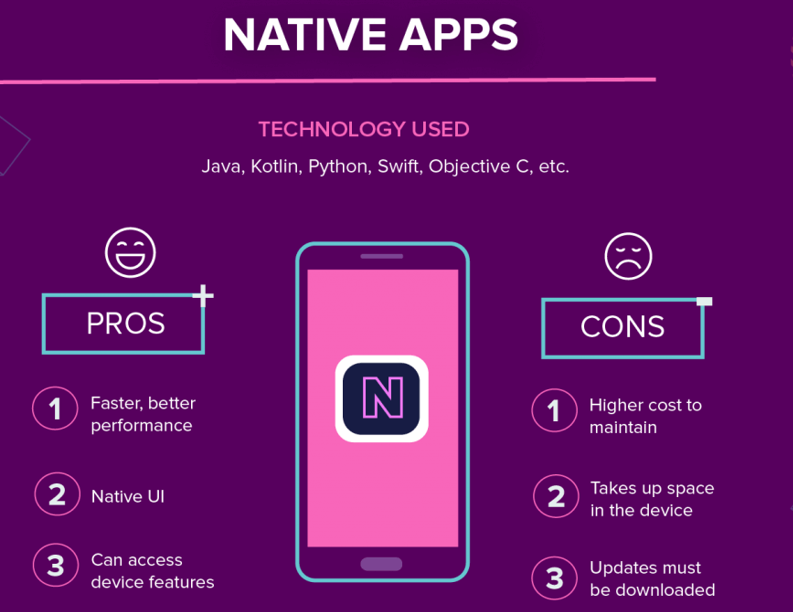 NATIVE APPS
TECHNOLOGY USED
Java, Kotlin, Python, Swift, Objective C, etc.
PROS
1 Faster, better
performance
2 Native UI
3 Can access
device features
N
CONS
1 Higher cost to
maintain
2 Takes up space
in the device
3 Updates must
be downloaded